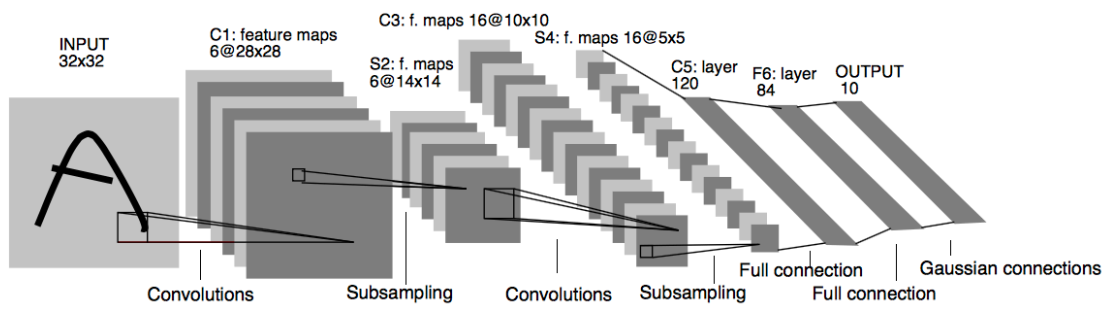 INPUT
32x32
C1: feature maps
6@28x28
S2: f. maps
6@14x14
C3: f. maps 16@10x10
S4: f. maps 16@5x5
C5: layer
120
F6: layer
84
OUTPUT
10
Convolutions
Subsampling
Convolutions
Subsampling
Full connection
Full connection
Gaussian connections